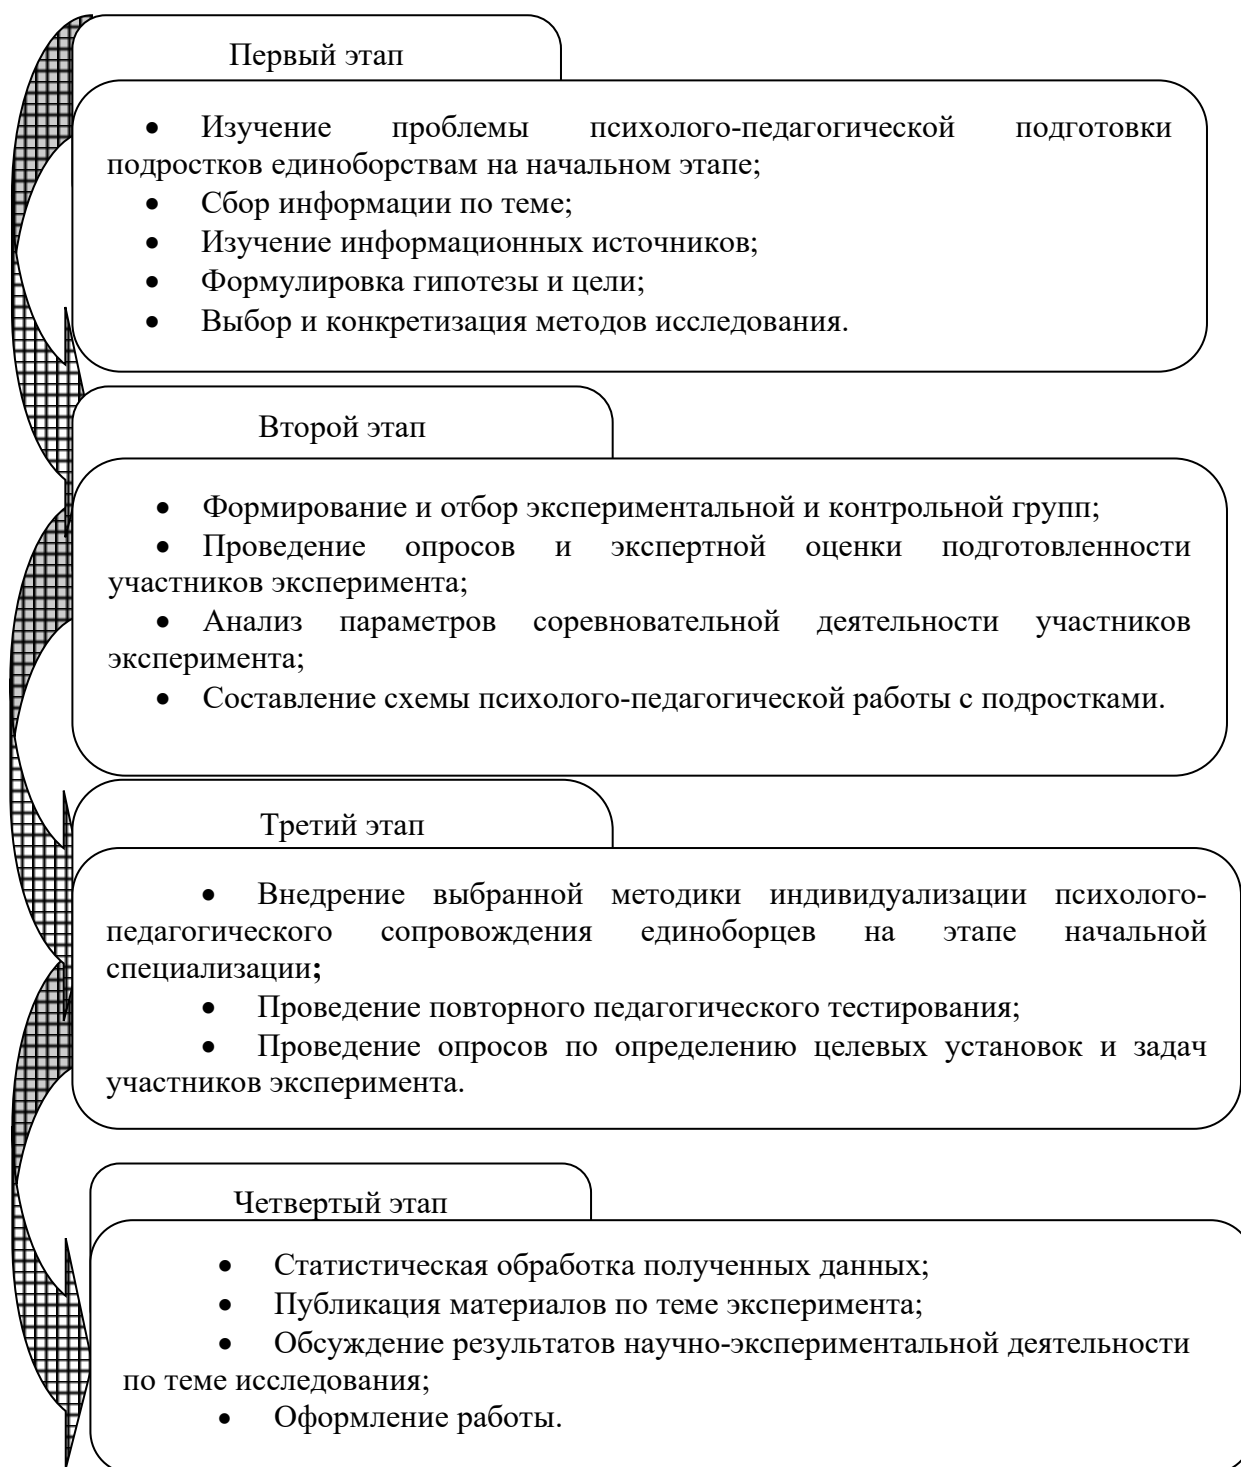 Первый этап
• Изучение проблемы психолого-педагогической подготовки
подростков единоборствам на начальном этапе;
• Сбор информации по теме;
• Изучение информационных источников;
• Формулировка гипотезы и цели;
• Выбор и конкретизация методов исследования.
Второй этап
• Формирование и отбор экспериментальной и контрольной групп;
• Проведение опросов и экспертной оценки подготовленности
участников эксперимента;
• Анализ параметров соревновательной деятельности участников
эксперимента;
• Составление схемы психолого-педагогической работы с подростками.
Третий этап
• Внедрение выбранной методики индивидуализации психолого-
педагогического сопровождения единоборцев на этапе начальной
специализации;
• Проведение повторного педагогического тестирования;
• Проведение опросов по определению целевых установок и задач
участников эксперимента.
Четвертый этап
• Статистическая обработка полученных данных;
• Публикация материалов по теме эксперимента;
• Обсуждение результатов научно-экспериментальной деятельности
по теме исследования;
• Оформление работы.